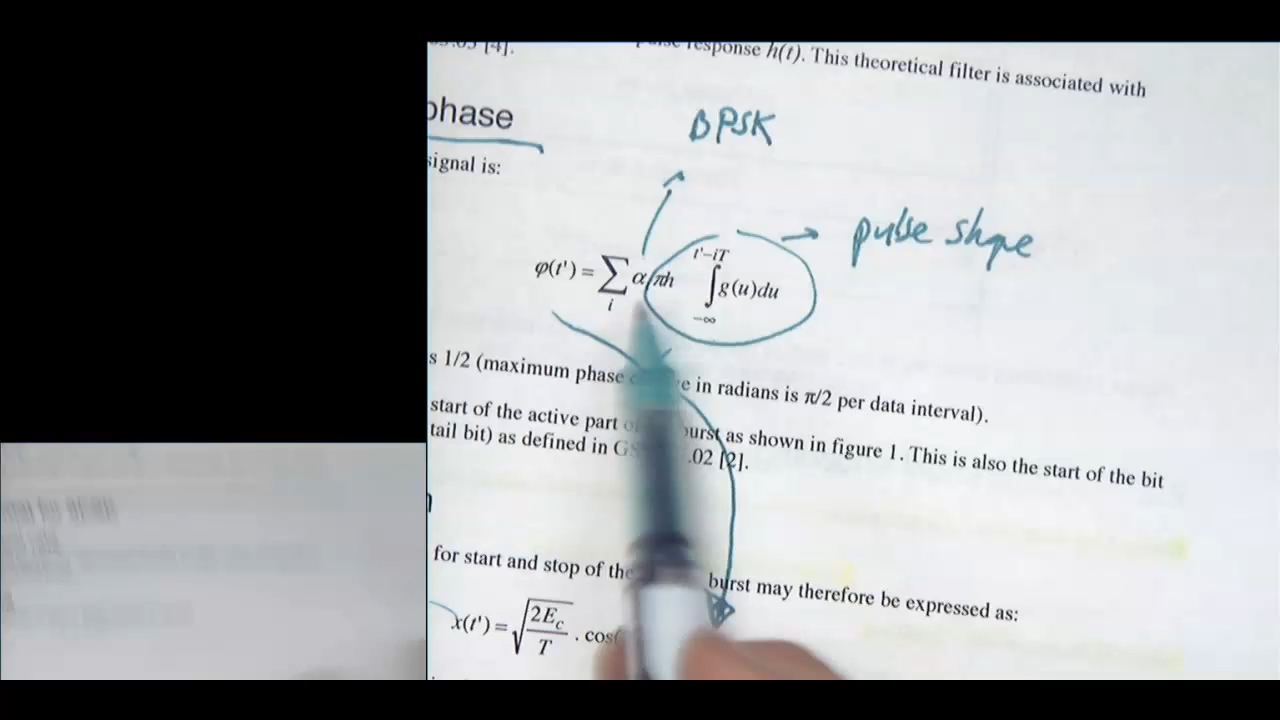 response h(t). This theoretical filter is associated with
phase
BPSK
signal is:
pulse shape
φ(t') = ∑ α πh ∫ g(u)du
i
t'–iT
–∞
s 1/2 (maximum phase in radians is π/2 per data interval).
start of the active part burst as shown in figure 1. This is also the start of the bit
tail bit) as defined in .02 [2].
for start and stop of the burst may therefore be expressed as:
x(t') = √(2E_c/T) . cos